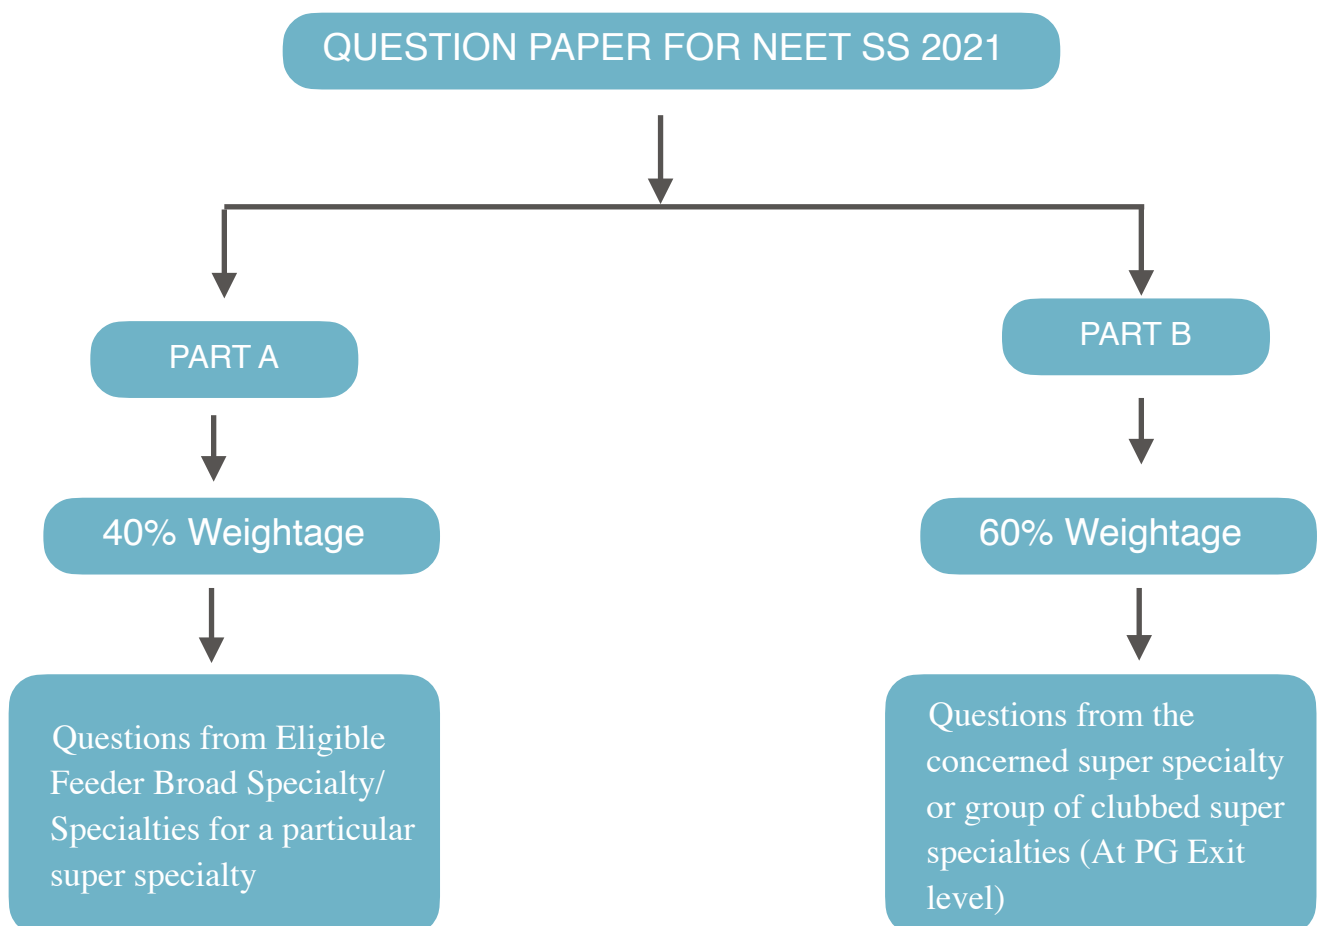 QUESTION PAPER FOR NEET SS 2021
PART A
40% Weightage
Questions from Eligible
Feeder Broad Specialty/
Specialties for a particular
super specialty
PART B
60% Weightage
Questions from the
concerned super specialty
or group of clubbed super
specialties (At PG Exit
level)